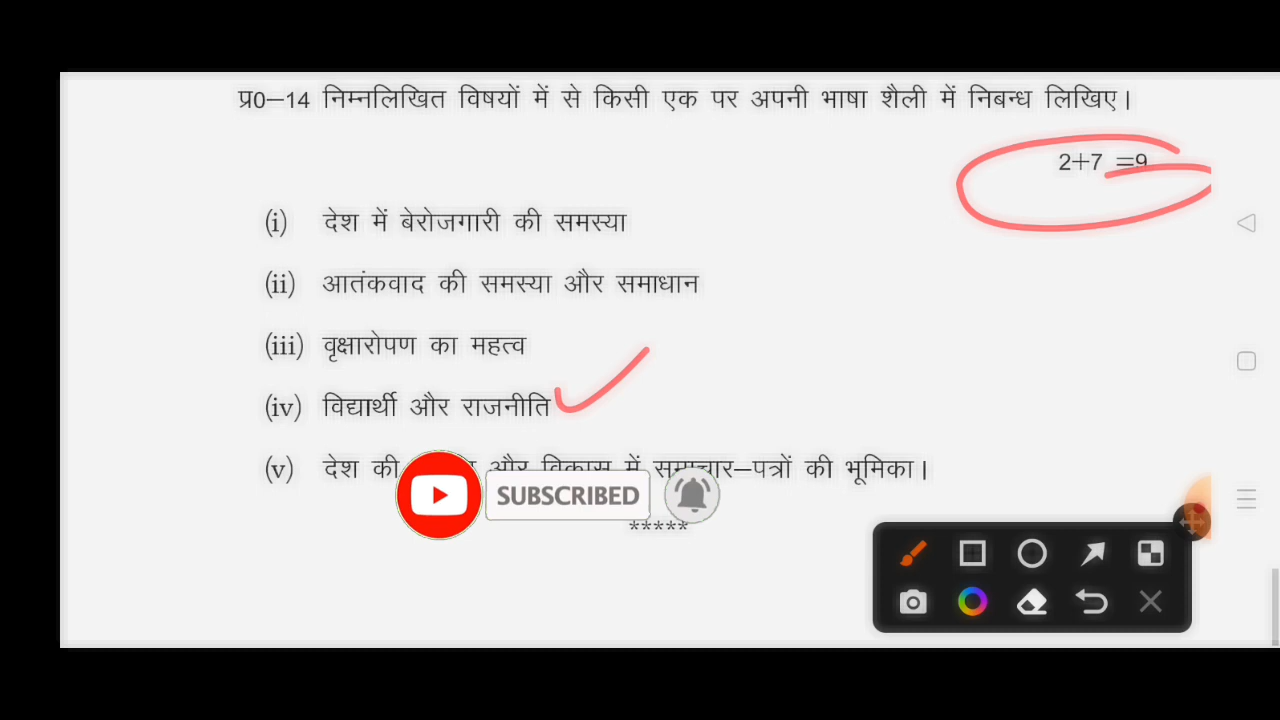 प्र0–14 निम्नलिखित विषयों में से किसी एक पर अपनी भाषा शैली में निबन्ध लिखिए।
2+7 =9
(i) देश में बेरोजगारी की समस्या
(ii) आतंकवाद की समस्या और समाधान
(iii) वृक्षारोपण का महत्व
(iv) विद्यार्थी और राजनीति
(v) देश की और विकास में समाचार–पत्रों की भूमिका।
SUBSCRIBED
*****